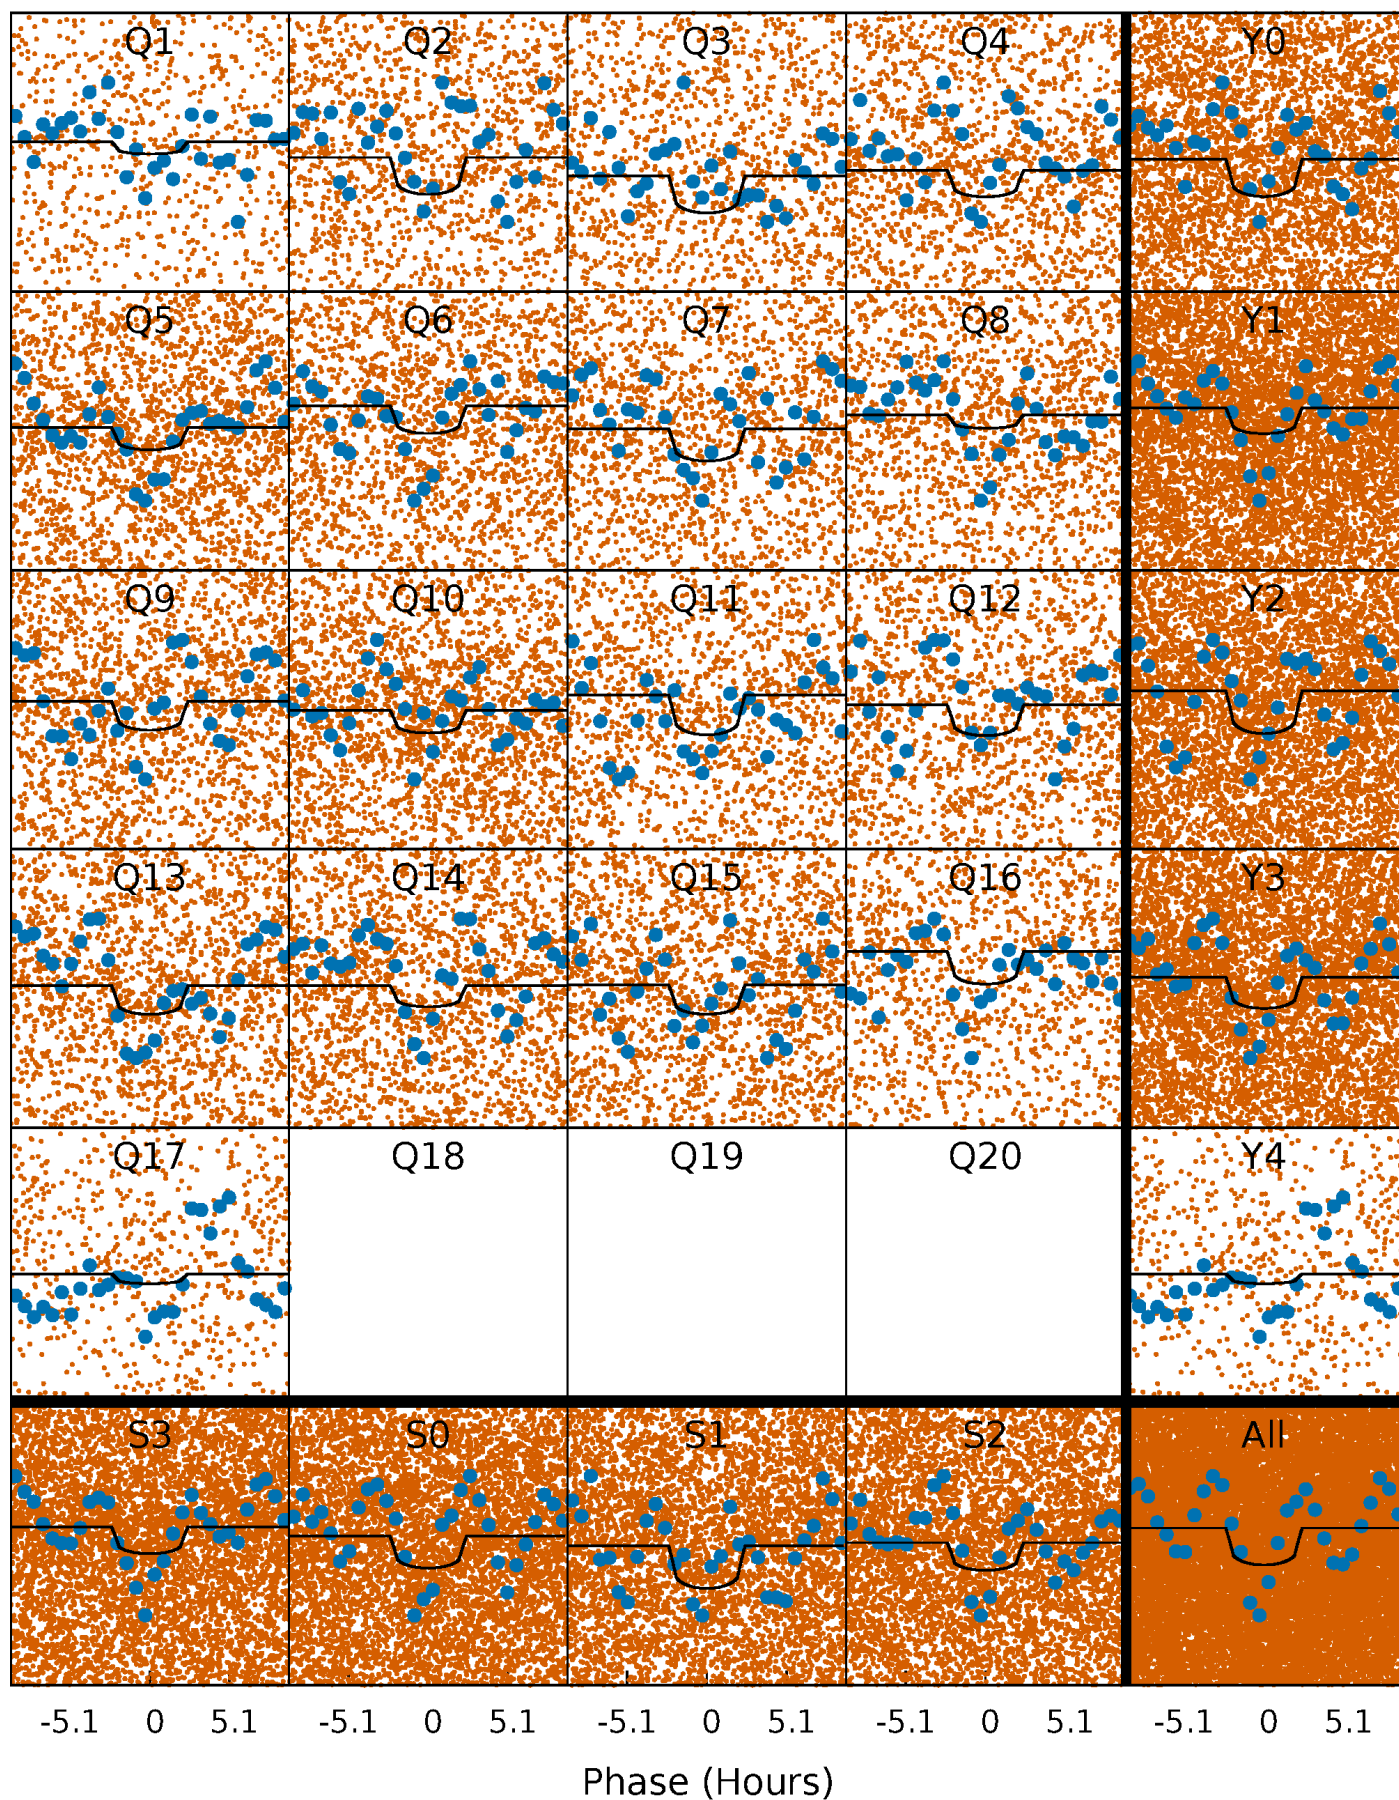 Q1 Q2 Q3 Q4 Y0
Q5 Q6 Q7 Q8 Y1
Q9 Q10 Q11 Q12 Y2
Q13 Q14 Q15 Q16 Y3
Q17 Q18 Q19 Q20 Y4
S3 S0 S1 S2 All
-5.1 0 5.1 -5.1 0 5.1 -5.1 0 5.1 -5.1 0 5.1 -5.1 0 5.1
Phase (Hours)